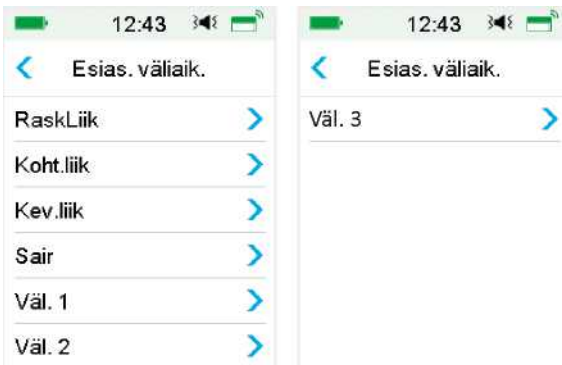 12:43
Esias. väliaik.
RaskLiik
Koht.liik
Kev.liik
Sair
Väl. 1
Väl. 2
12:43
Esias. väliaik.
Väl. 3